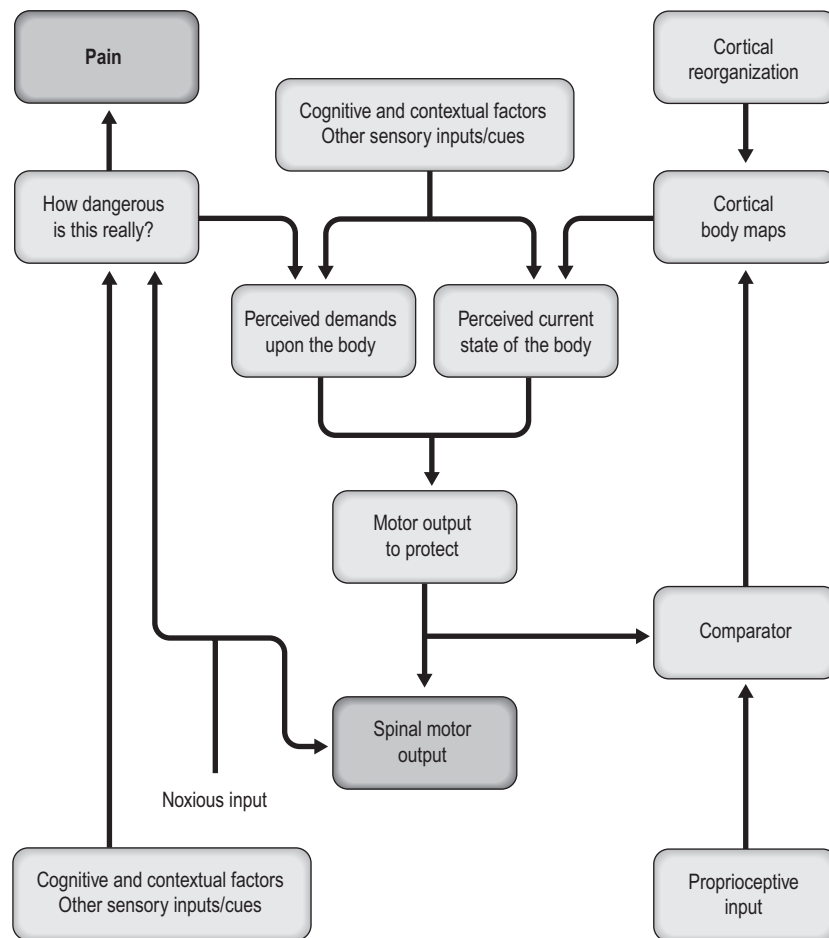 Pain
Cortical
reorganization
Cognitive and contextual factors
Other sensory inputs/cues
How dangerous
is this really?
Cortical
body maps
Perceived demands
upon the body
Perceived current
state of the body
Motor output
to protect
Comparator
Spinal motor
output
Noxious input
Cognitive and contextual factors
Other sensory inputs/cues
Proprioceptive
input